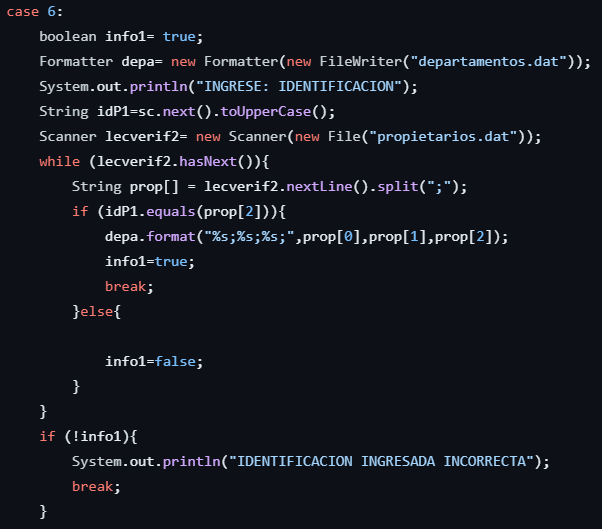 case 6:
    boolean info1= true;
    Formatter depa= new Formatter(new FileWriter("departamentos.dat"));
    System.out.println("INGRESE: IDENTIFICACION");
    String idP1=sc.next().toUpperCase();
    Scanner lecverif2= new Scanner(new File("propietarios.dat"));
    while (lecverif2.hasNext()){
        String prop[] = lecverif2.nextLine().split(";");
        if (idP1.equals(prop[2])){
            depa.format("%s;%s;%s;",prop[0],prop[1],prop[2]);
            info1=true;
            break;
        }else{

            info1=false;
        }
    }
    if (!info1){
        System.out.println("IDENTIFICACION INGRESADA INCORRECTA");
        break;
    }